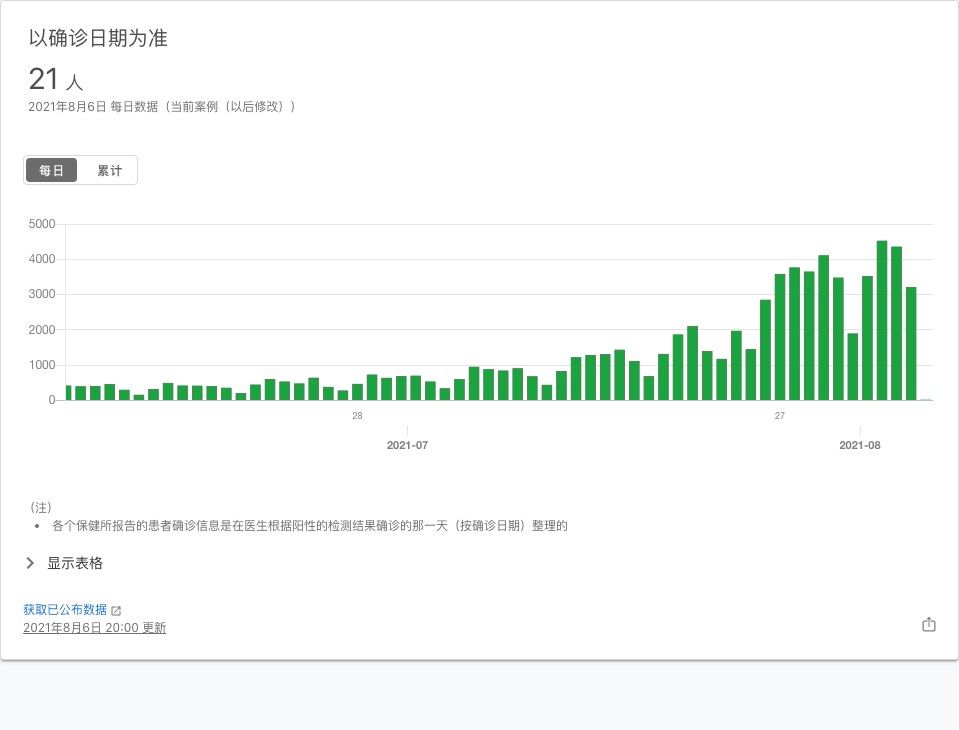 以确诊日期为准
21 人
2021年8月6日 每日数据（当前案例（以后修改））
每日 累计
5000
4000
3000
2000
1000
0
28 27
2021-07 2021-08
（注）
• 各个保健所报告的患者确诊信息是在医生根据阳性的检测结果确诊的那一天（按确诊日期）整理的
显示表格
获取已公布数据
2021年8月6日 20:00 更新